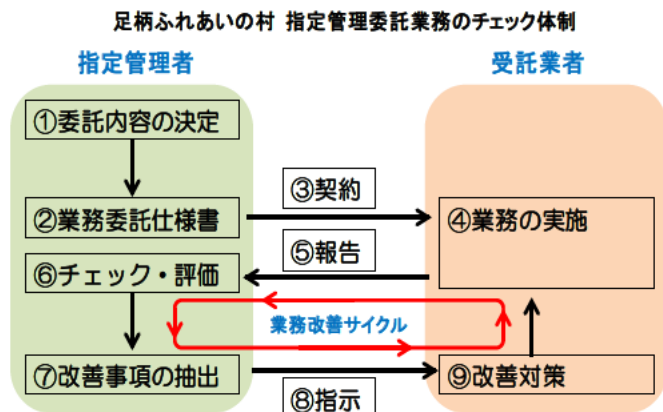 足柄ふれあいの村 指定管理委託業務のチェック体制
指定管理者
受託業者
①委託内容の決定
②業務委託仕様書
③契約
④業務の実施
⑤報告
⑥チェック・評価
業務改善サイクル
⑦改善事項の抽出
⑧指示
⑨改善対策